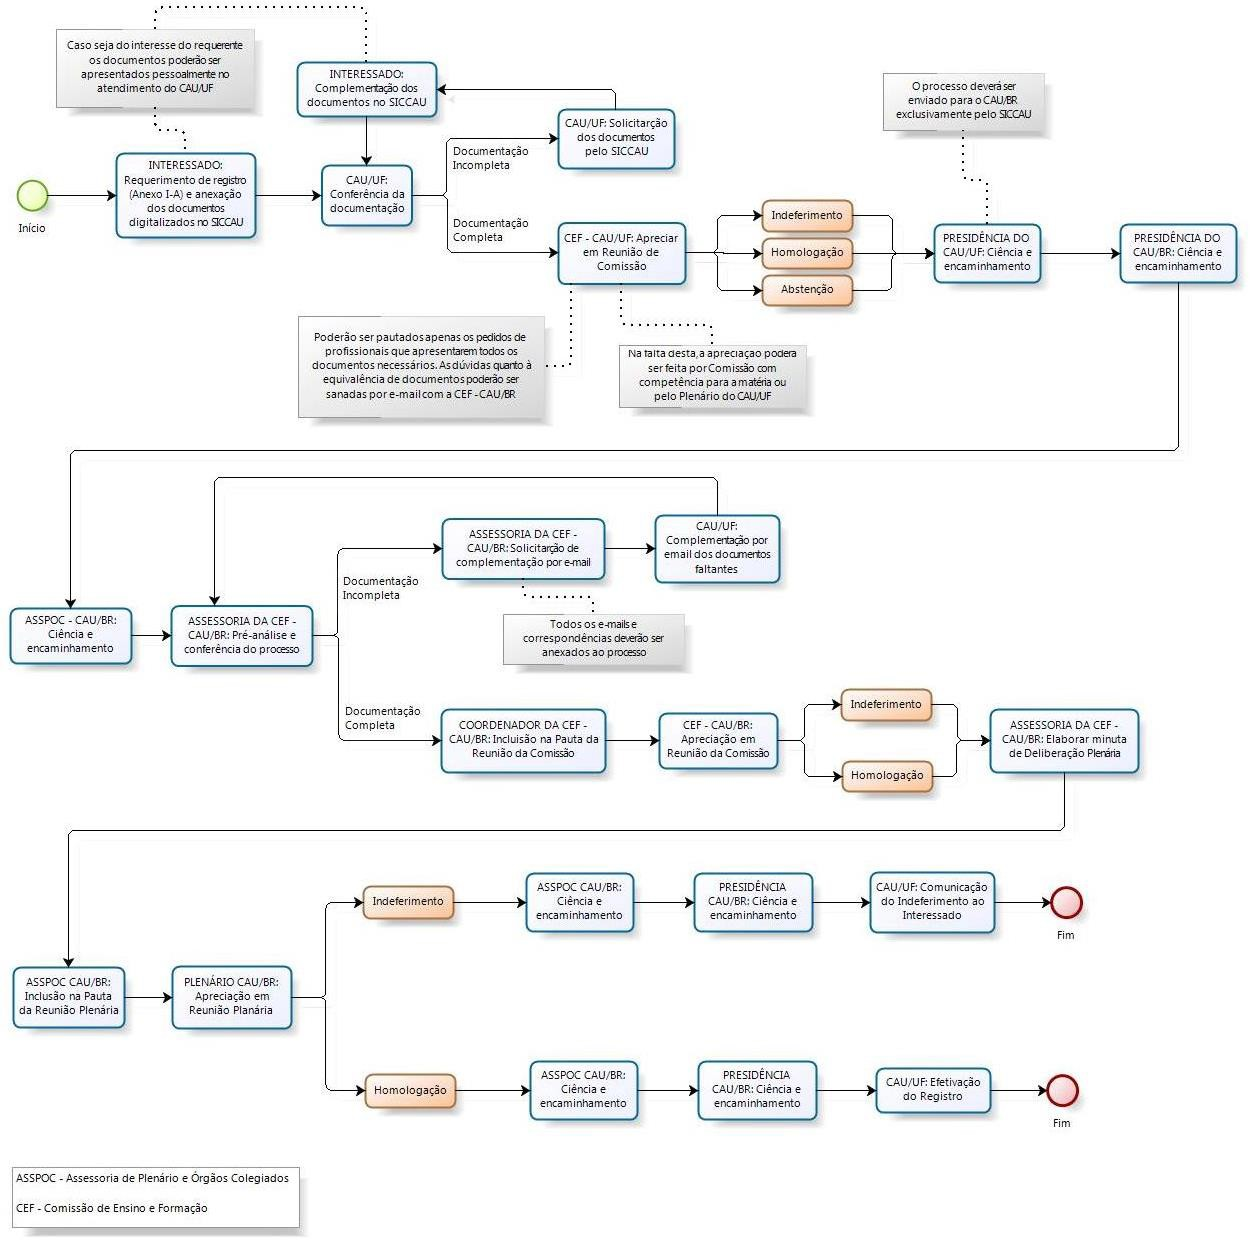 Caso seja do interesse do requerente
os documentos poderão ser
apresentados pessoalmente no
atendimento do CAU/UF
INTERESSADO:
Complementação dos
documentos no SICCAU
O processo deverá ser
enviado para o CAU/BR
exclusivamente pelo SICCAU
CAU/UF: Solicitarção
dos documentos
pelo SICCAU
Documentação
Incompleta
Início
INTERESSADO:
Requerimento de registro
(Anexo I-A) e anexação
dos documentos
digitalizados no SICCAU
CAU/UF:
Conferência da
documentação
Documentação
Completa
CEF - CAU/UF: Apreciar
em Reunião de
Comissão
Indeferimento
Homologação
Abstenção
PRESIDÊNCIA DO
CAU/UF: Ciência e
encaminhamento
PRESIDÊNCIA DO
CAU/BR: Ciência e
encaminhamento
Poderão ser pautados apenas os pedidos de
profissionais que apresentarem todos os
documentos necessários. As dúvidas quanto à
equivalência de documentos poderão ser
sanadas por e-mail com a CEF - CAU/BR
Na falta desta, a apreciação poderá
ser feita por Comissão com
competência para a matéria ou
pelo Plenário do CAU/UF
ASSESSORIA DA CEF -
CAU/BR: Solicitarção de
complementação por e-mail
CAU/UF:
Complementação por
email dos documentos
faltantes
Documentação
Incompleta
Todos os e-mails e
correspondências deverão ser
anexados ao processo
ASSPOC - CAU/BR:
Ciência e
encaminhamento
ASSESSORIA DA CEF -
CAU/BR: Pré-análise e
conferência do processo
Documentação
Completa
COORDENADOR DA CEF -
CAU/BR: Incluisão na Pauta da
Reunião da Comissão
CEF - CAU/BR:
Apreciação em
Reunião da Comissão
Indeferimento
Homologação
ASSESSORIA DA CEF -
CAU/BR: Elaborar minuta
de Deliberação Plenária
Indeferimento
ASSPOC CAU/BR:
Ciência e
encaminhamento
PRESIDÊNCIA
CAU/BR: Ciência e
encaminhamento
CAU/UF: Comunicação
do Indeferimento ao
Interessado
Fim
ASSPOC CAU/BR:
Inclusão na Pauta
da Reunião Plenária
PLENÁRIO CAU/BR:
Apreciação em
Reunião Planária
Homologação
ASSPOC CAU/BR:
Ciência e
encaminhamento
PRESIDÊNCIA
CAU/BR: Ciência e
encaminhamento
CAU/UF: Efetivação
do Registro
Fim
ASSPOC - Assessoria de Plenário e Órgãos Colegiados
CEF - Comissão de Ensino e Formação